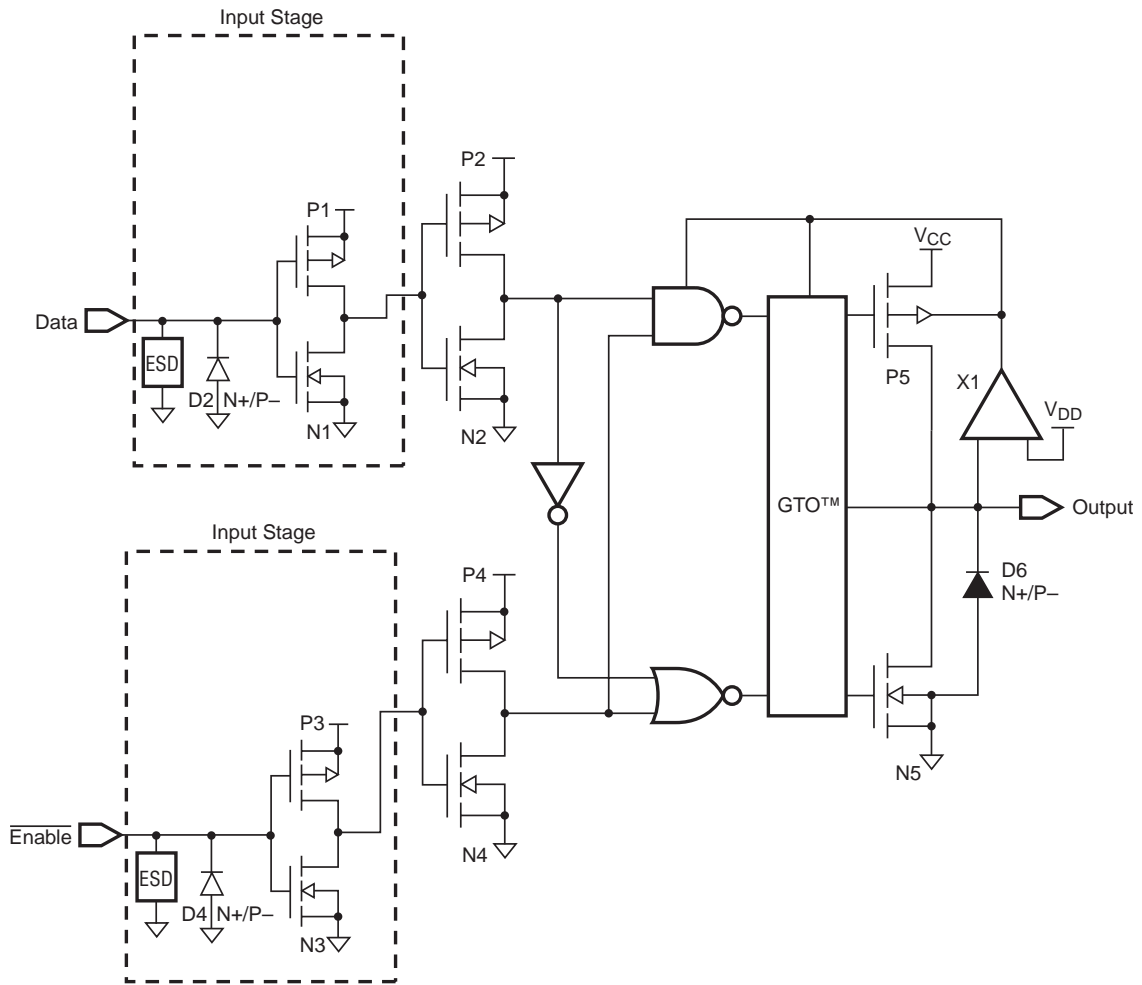 Input Stage
P2
P1
VCC
Data
ESD
P5
X1
D2 N+/P–
VDD
N1
N2
GTO™
Output
Input Stage
P4
D6
N+/P–
P3
N5
Enable
N4
ESD
D4 N+/P–
N3